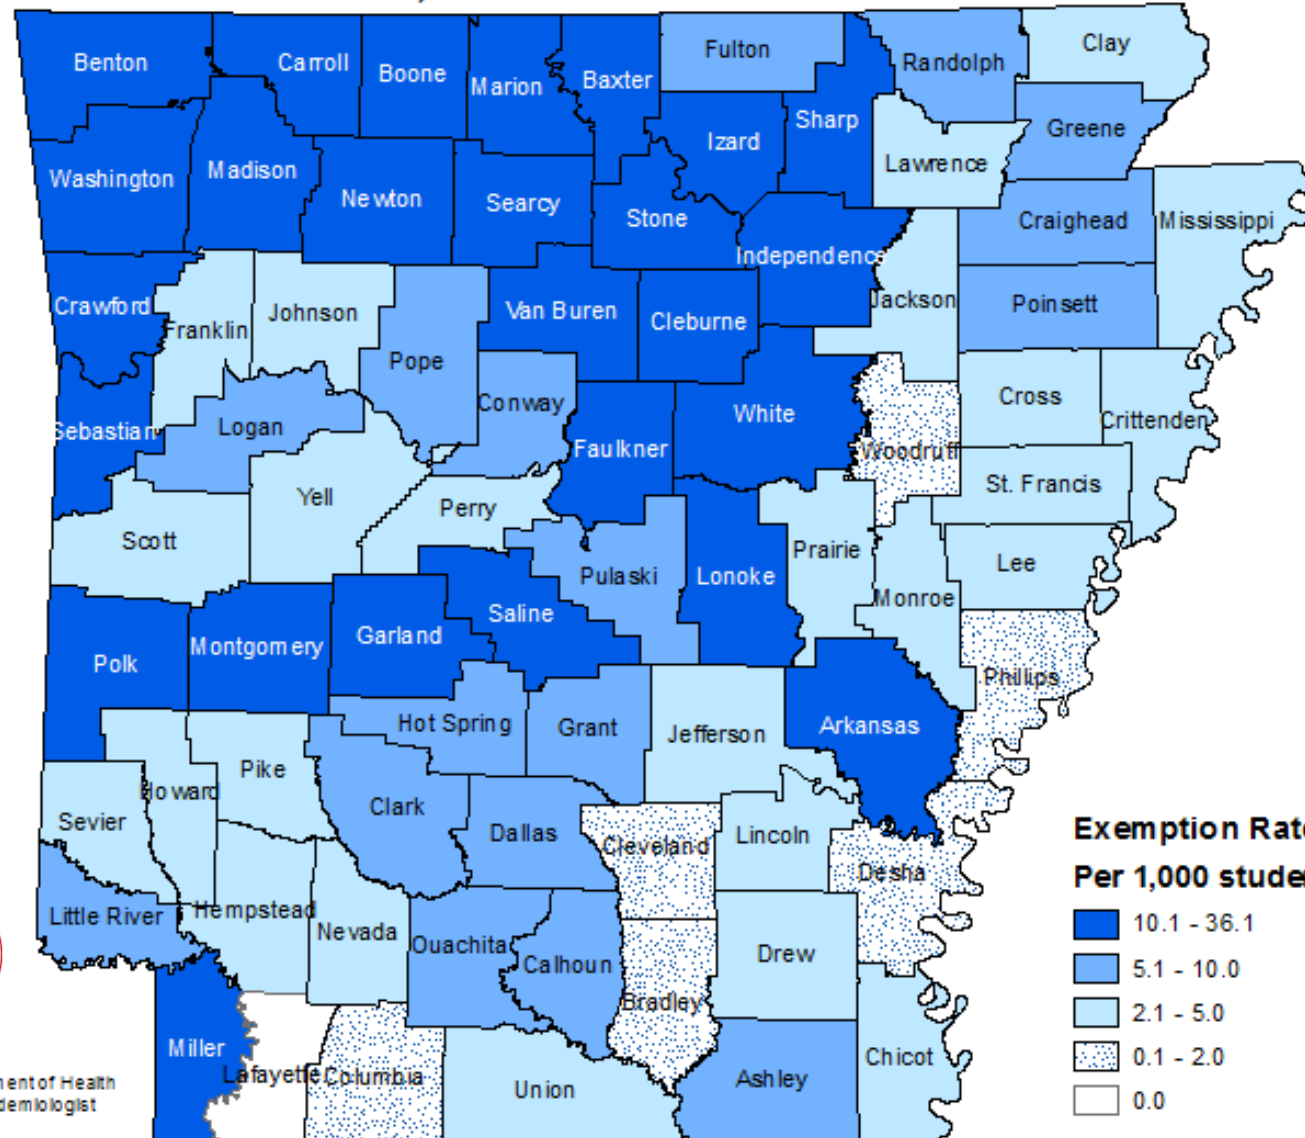 Benton
Carroll
Boone
Marion
Baxter
Fulton
Randolph
Clay
Sharp
Izard
Greene
Lawrence
Washington
Madison
Newton
Searcy
Stone
Craighead
Mississippi
Independence
Crawford
Franklin
Johnson
Van Buren
Cleburne
Jackson
Poinsett
Pope
Conway
White
Cross
Crittenden
Sebastian
Logan
Faulkner
Woodruff
St. Francis
Yell
Perry
Scott
Prairie
Pulaski
Lonoke
Lee
Monroe
Saline
Garland
Montgomery
Polk
Phillips
Hot Spring
Grant
Jefferson
Arkansas
Pike
Howard
Clark
Sevier
Dallas
Cleveland
Lincoln
Desha
Little River
Hempstead
Nevada
Ouachita
Calhoun
Drew
Bradley
Miller
Lafayette
Columbia
Union
Ashley
Chicot
Exemption Rat
Per 1,000 stude
10.1 - 36.1
5.1 - 10.0
2.1 - 5.0
0.1 - 2.0
0.0
ment of Health
demiologist